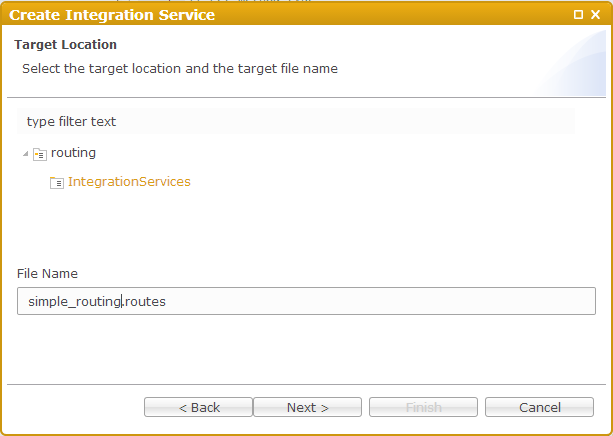 Create Integration Service
Target Location
Select the target location and the target file name
type filter text
routing
IntegrationServices
File Name
simple_routing.routes
< Back
Next >
Finish
Cancel